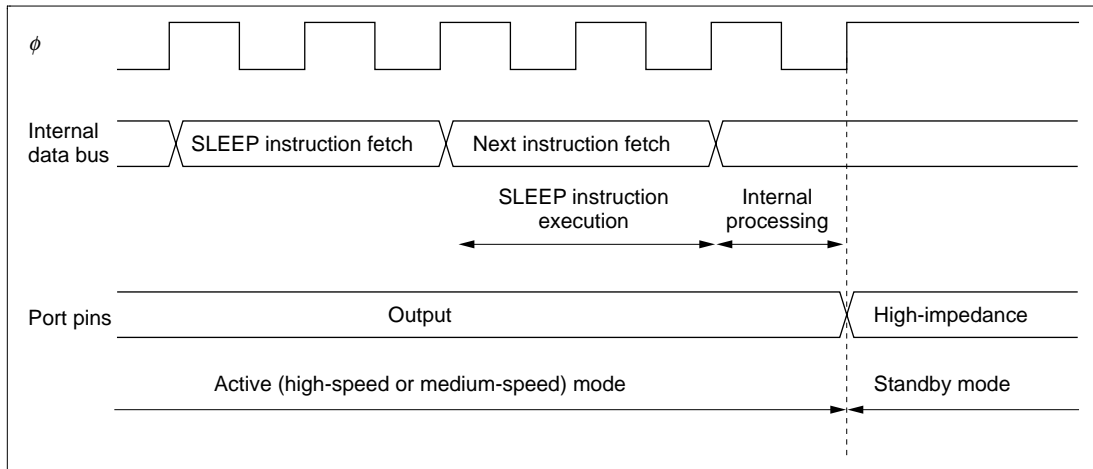 ϕ
Internal
data bus
SLEEP instruction fetch
Next instruction fetch
SLEEP instruction
execution
Internal
processing
Port pins
Output
High-impedance
Active (high-speed or medium-speed) mode
Standby mode